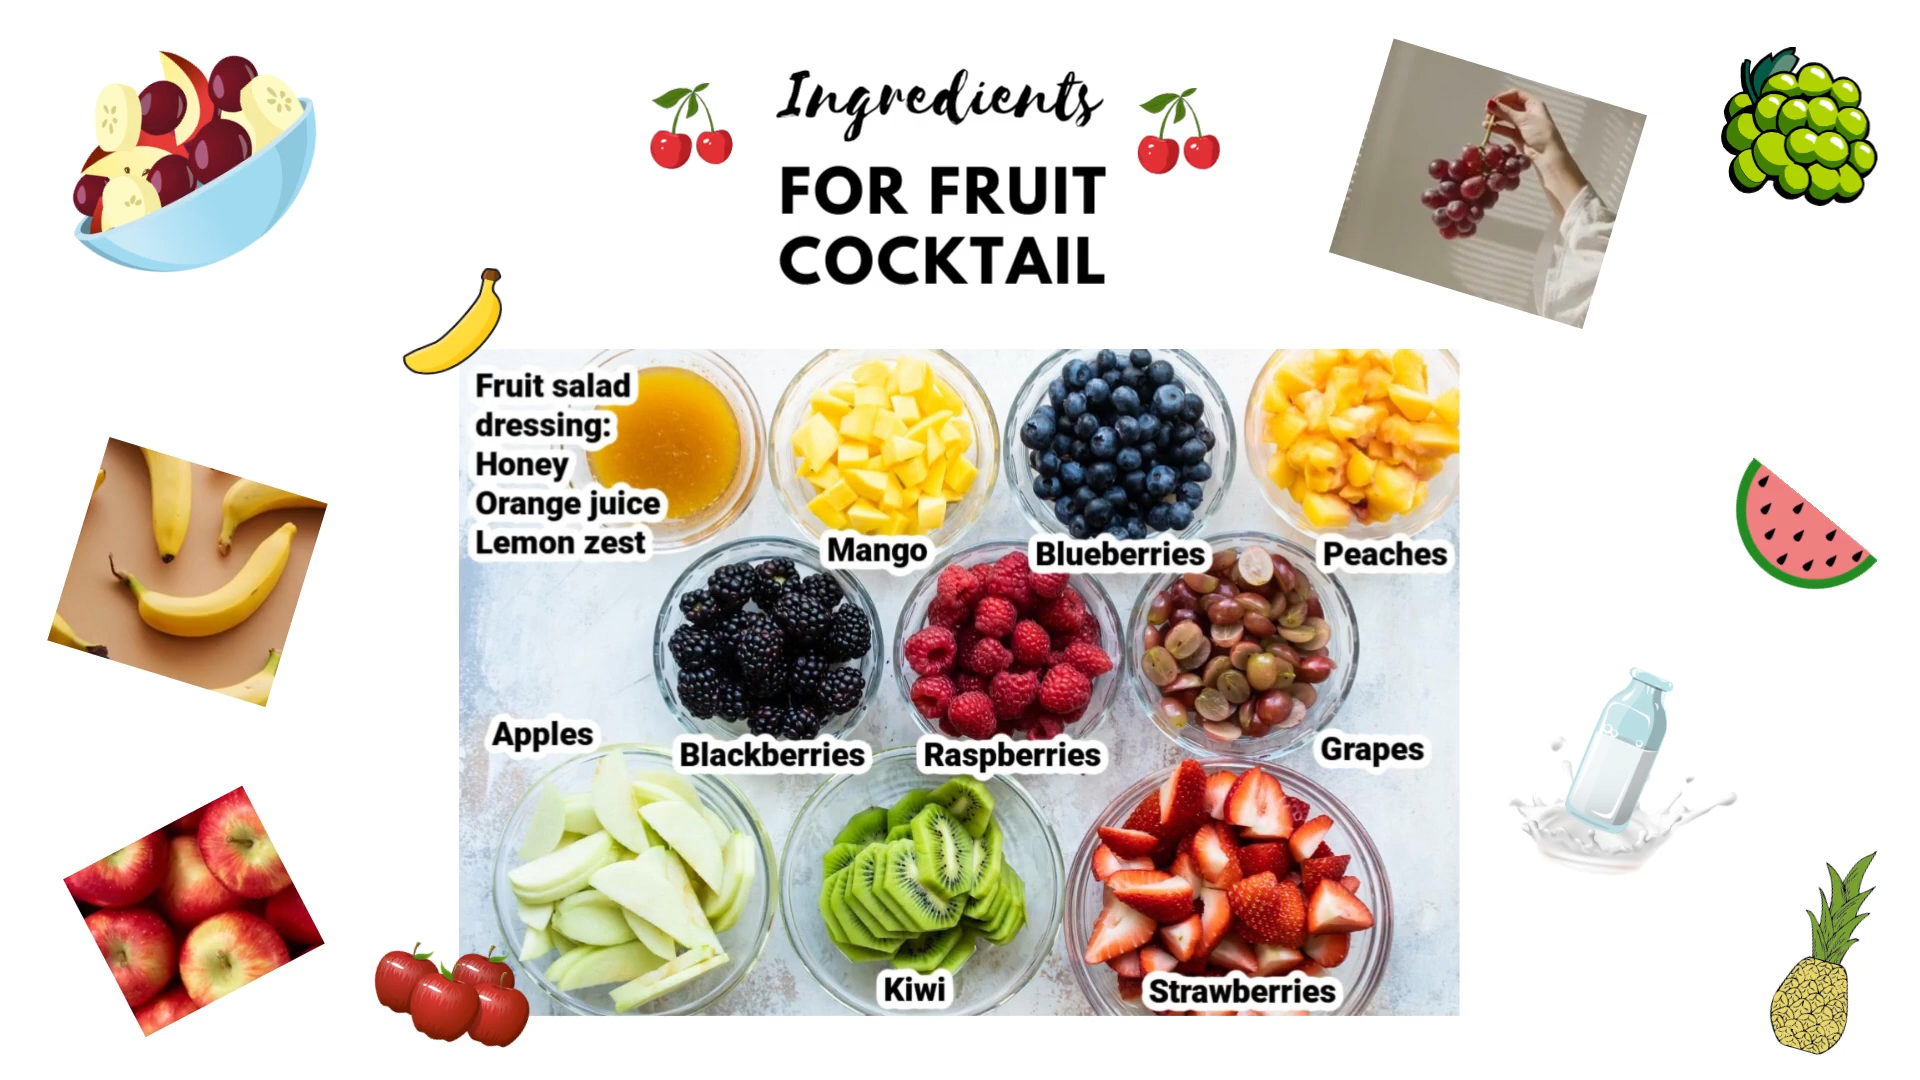 Ingredients
FOR FRUIT
COCKTAIL
Fruit salad
dressing:
Honey
Orange juice
Lemon zest
Mango
Blueberries
Peaches
Apples
Blackberries
Raspberries
Grapes
Kiwi
Strawberries